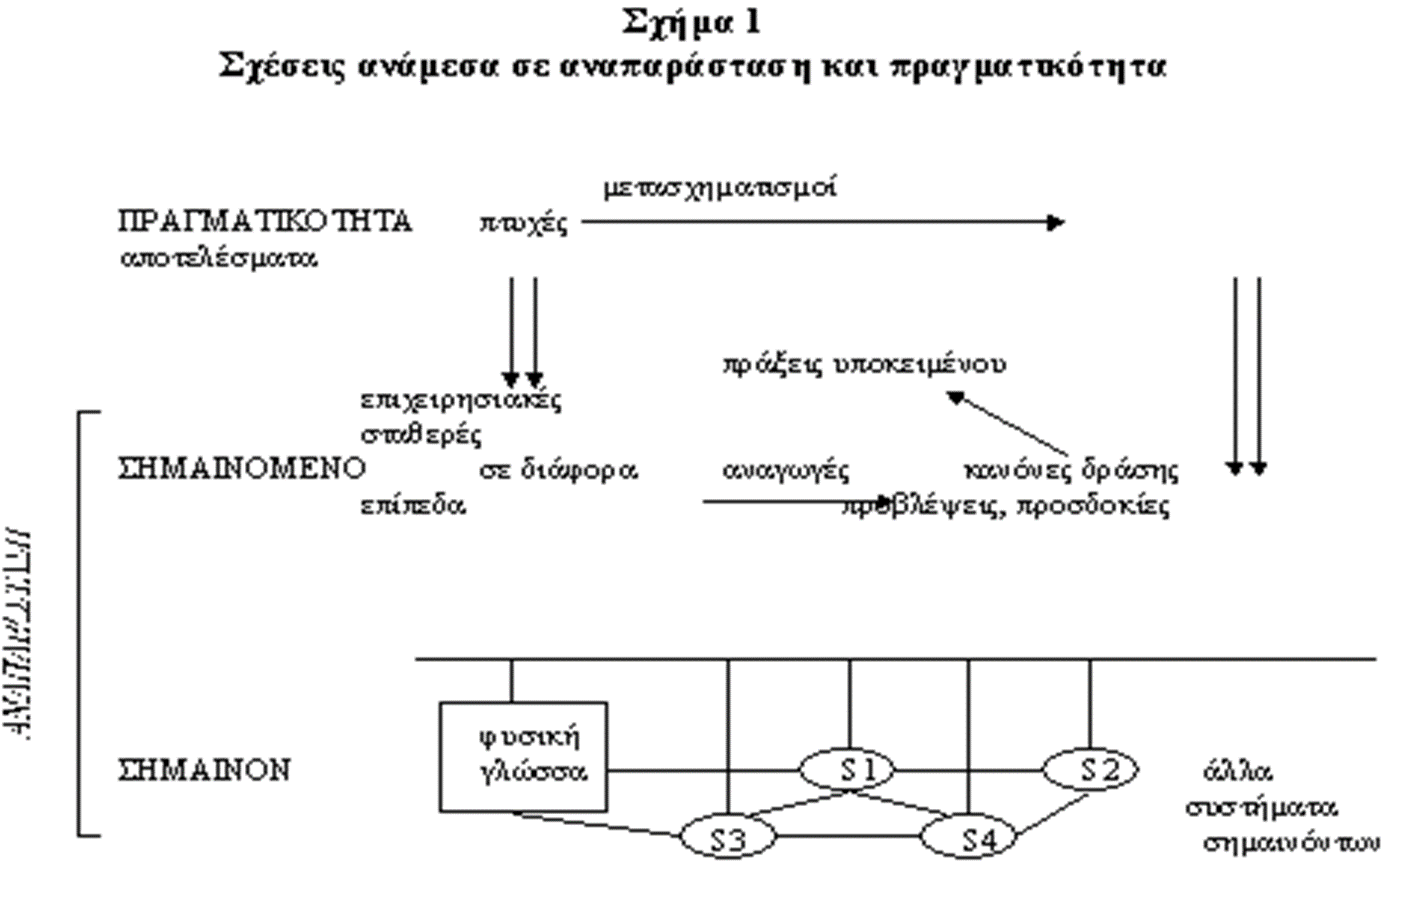 Σχήμα 1
Σχέσεις ανάμεσα σε αναπαράσταση και πραγματικότητα
μετασχηματισμοί
ΠΡΑΓΜΑΤΙΚΟΤΗΤΑ πτυχές
αποτελέσματα
πράξεις υποκειμένου
επιχειρησιακές
σταθερές
ΣΗΜΑΙΝΟΜΕΝΟ σε διάφορα αναγωγές κανόνες δράσης
επίπεδα προβλέψεις, προσδοκίες
ΑΝΑΠΑΡΑΣΤΑΣΗ
φυσική
ΣΗΜΑΙΝΟΝ γλώσσα S1 S2 άλλα
συστήματα
S3 S4 σημαινόντων